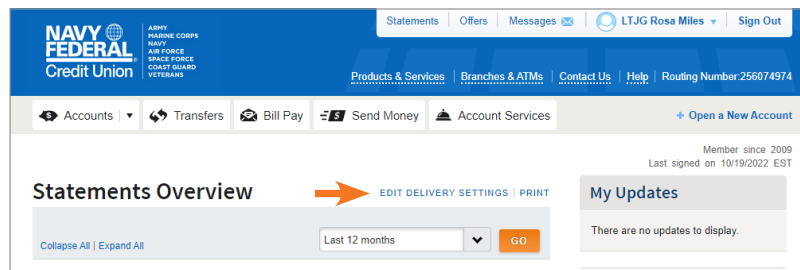 Statements | Offers | Messages | LTJG Rosa Miles | Sign Out
NAVY
FEDERAL
Credit Union
ARMY
MARINE CORPS
NAVY
AIR FORCE
SPACE FORCE
COAST GUARD
VETERANS
Products & Services | Branches & ATMs | Contact Us | Help | Routing Number:256074974
Accounts | Transfers Bill Pay Send Money Account Services + Open a New Account
Member since 2009
Last signed on 10/19/2022 EST
Statements Overview EDIT DELIVERY SETTINGS | PRINT
My Updates
There are no updates to display.
Collapse All | Expand All Last 12 months GO